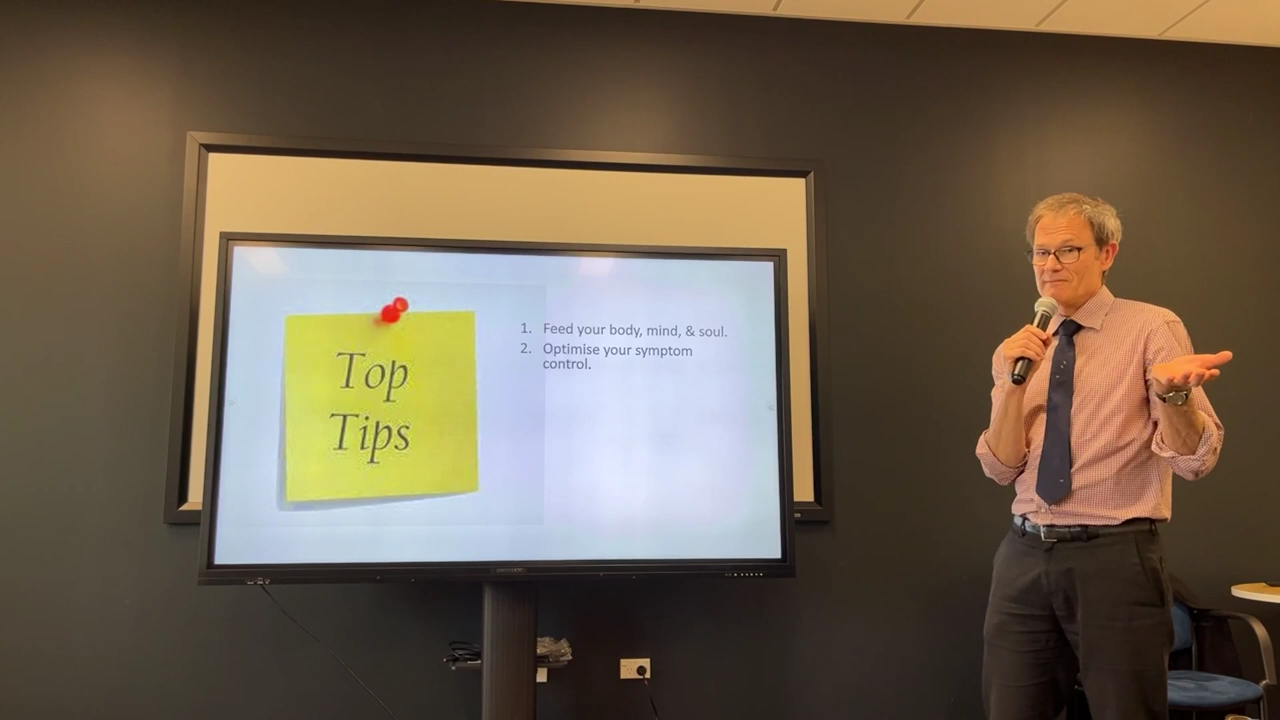 Top
Tips
1. Feed your body, mind, & soul.
2. Optimise your symptom
control.